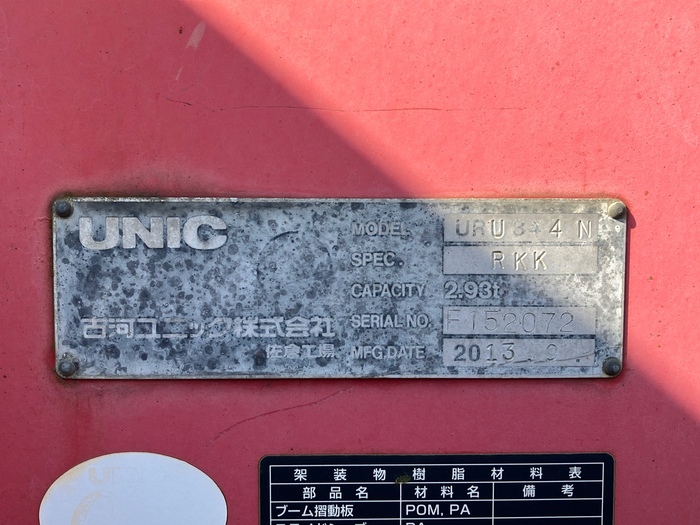 UNIC
古河ユニック株式会社
佐倉工場
MODEL
SPEC. RKK
CAPACITY 2.93t
SERIAL NO. F152072
MFG.DATE 2013 . 9 .
架装物樹脂材料表
部品名 材料名 備考
ブーム摺動板 POM, PA